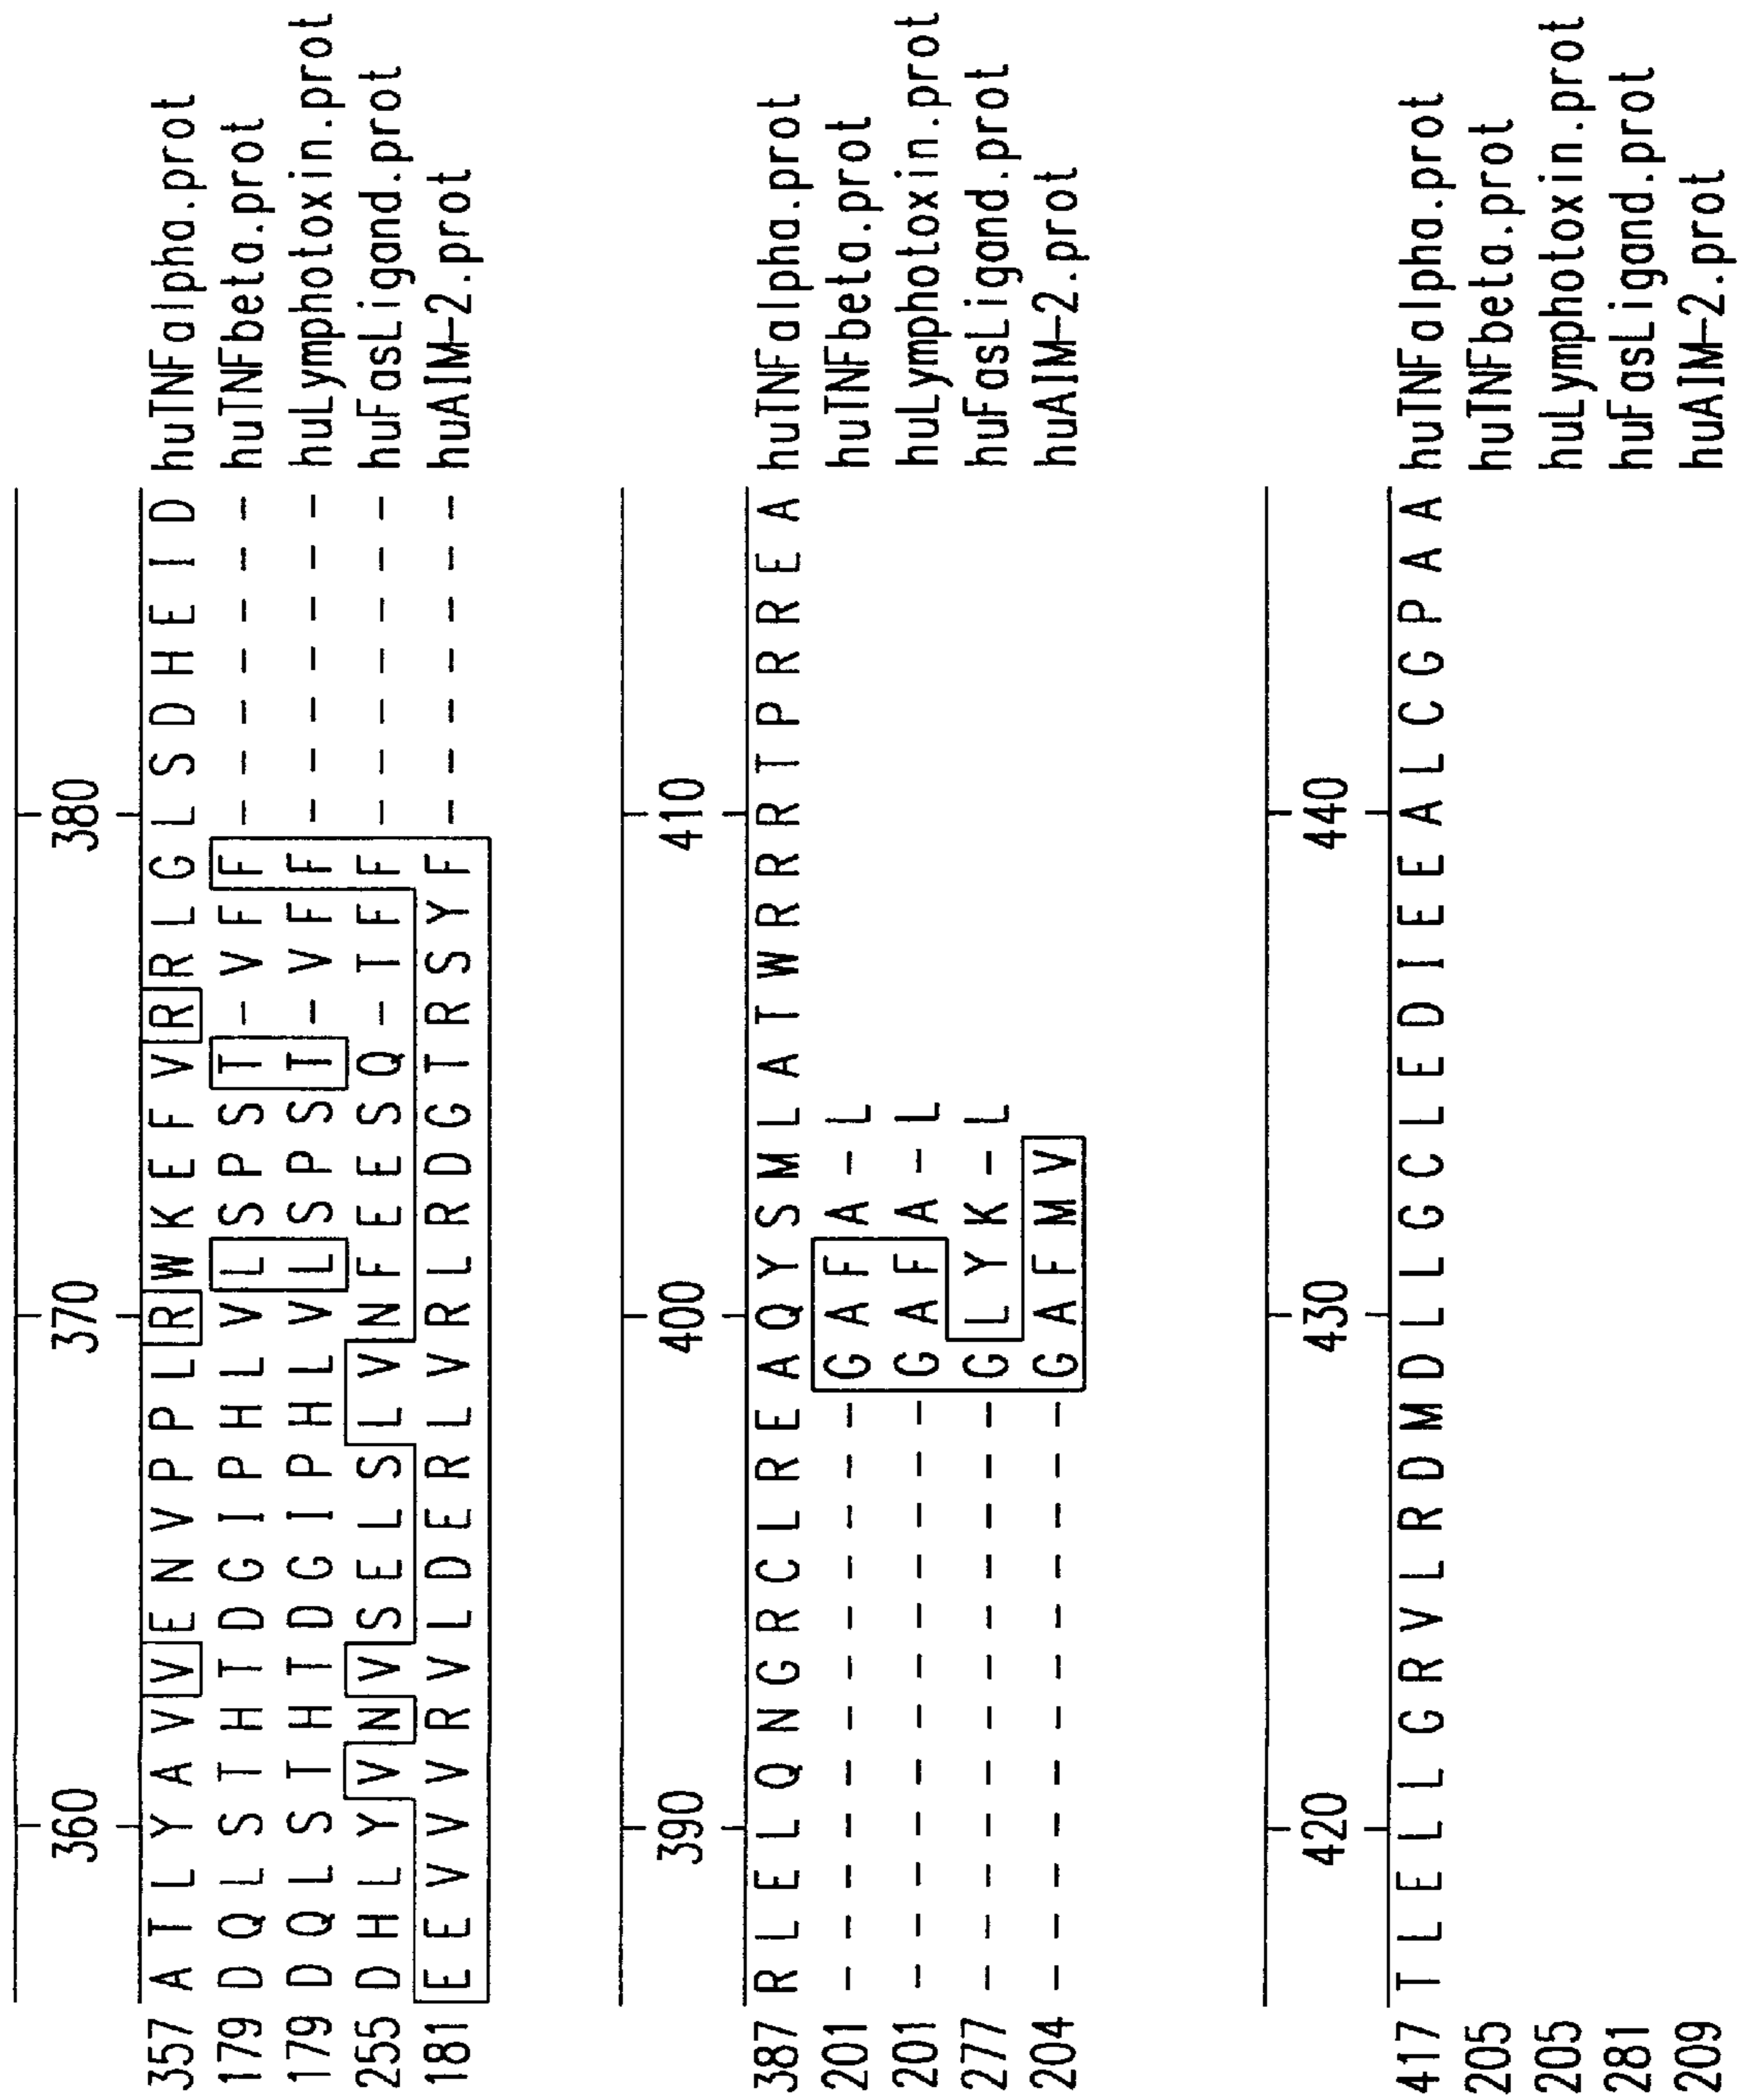 360 370 380
357 A T L Y A V V E N V P P L R W K E F V R R L G L S D H E I D huTNFalpha.prot
179 D Q L S T H T D G I P H L V L S P S T - V F F - - - - - - - huTNFbeta.prot
179 D Q L S T H T D G I P H L V L S P S T - V F F - - - - - - - huLymphotoxin.prot
255 D H L Y V N V S E L S L V N F E E S Q - T F F - - - - - - - huFasLigand.prot
181 E E V V V R V L D E R L V R L R D G T R S Y F - - - - - - - huAIM-2.prot
390 400 410
387 R L E L Q N G R C L R E A Q Y S M L A T W R R R T P R R E A huTNFalpha.prot
201 - - - - - - - - - - - - G A F A - L huTNFbeta.prot
201 - - - - - - - - - - - - G A F A - L huLymphotoxin.prot
277 - - - - - - - - - - - - G L Y K - L huFasLigand.prot
204 - - - - - - - - - - - - G A F M V huAIM-2.prot
420 430 440
417 T L E L L G R V L R D M D L L G C L E D I E E A L C G P A A huTNFalpha.prot
205 huTNFbeta.prot
205 huLymphotoxin.prot
281 huFasLigand.prot
209 huAIM-2.prot